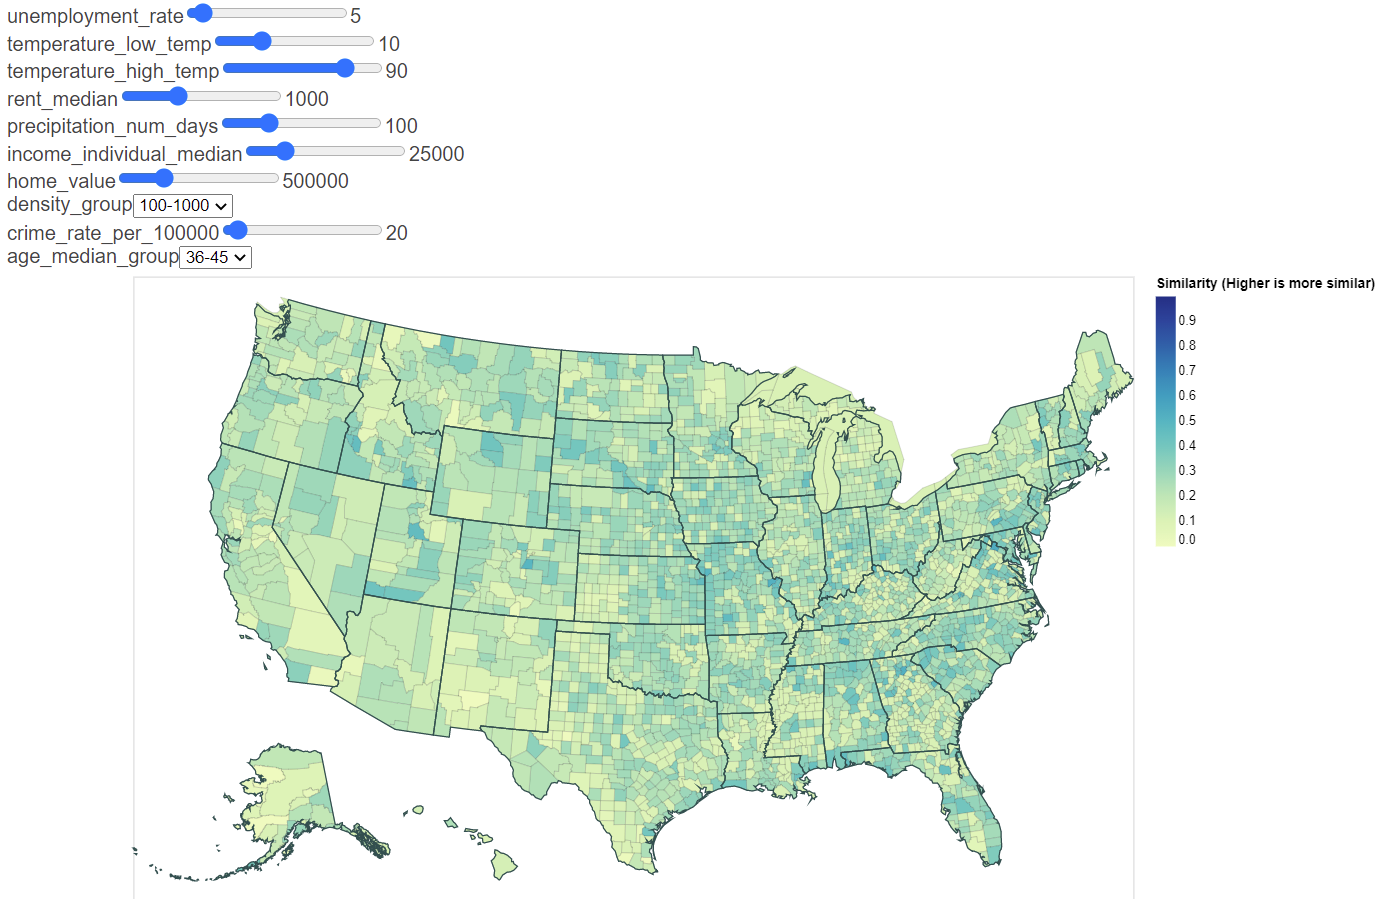 unemployment_rate 5
temperature_low_temp 10
temperature_high_temp 90
rent_median 1000
precipitation_num_days 100
income_individual_median 25000
home_value 500000
density_group 100-1000
crime_rate_per_100000 20
age_median_group 36-45
Similarity (Higher is more similar)
0.9
0.8
0.7
0.6
0.5
0.4
0.3
0.2
0.1
0.0